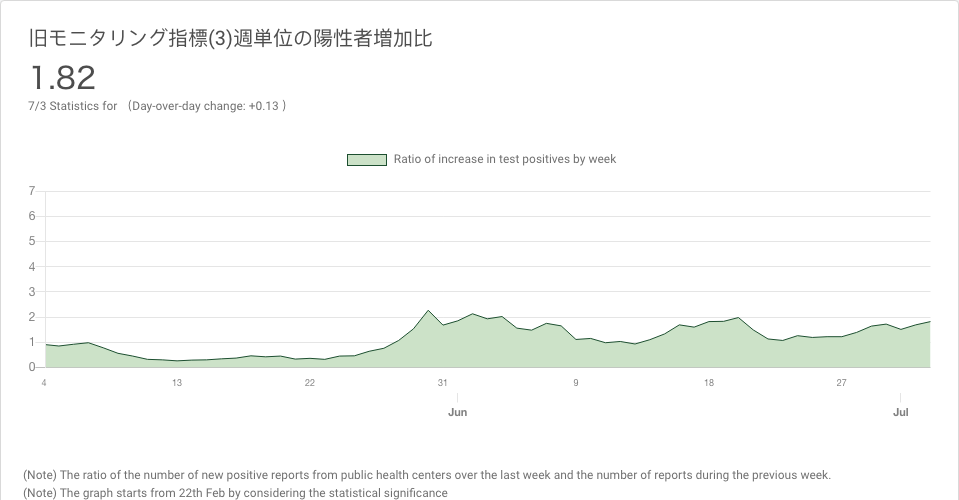 旧モニタリング指標(3)週単位の陽性者増加比
1.82
7/3 Statistics for （Day-over-day change: +0.13 ）
Ratio of increase in test positives by week
7
6
5
4
3
2
1
0
4 13 22 31 9 18 27
Jun Jul
(Note) The ratio of the number of new positive reports from public health centers over the last week and the number of reports during the previous week.
(Note) The graph starts from 22th Feb by considering the statistical significance